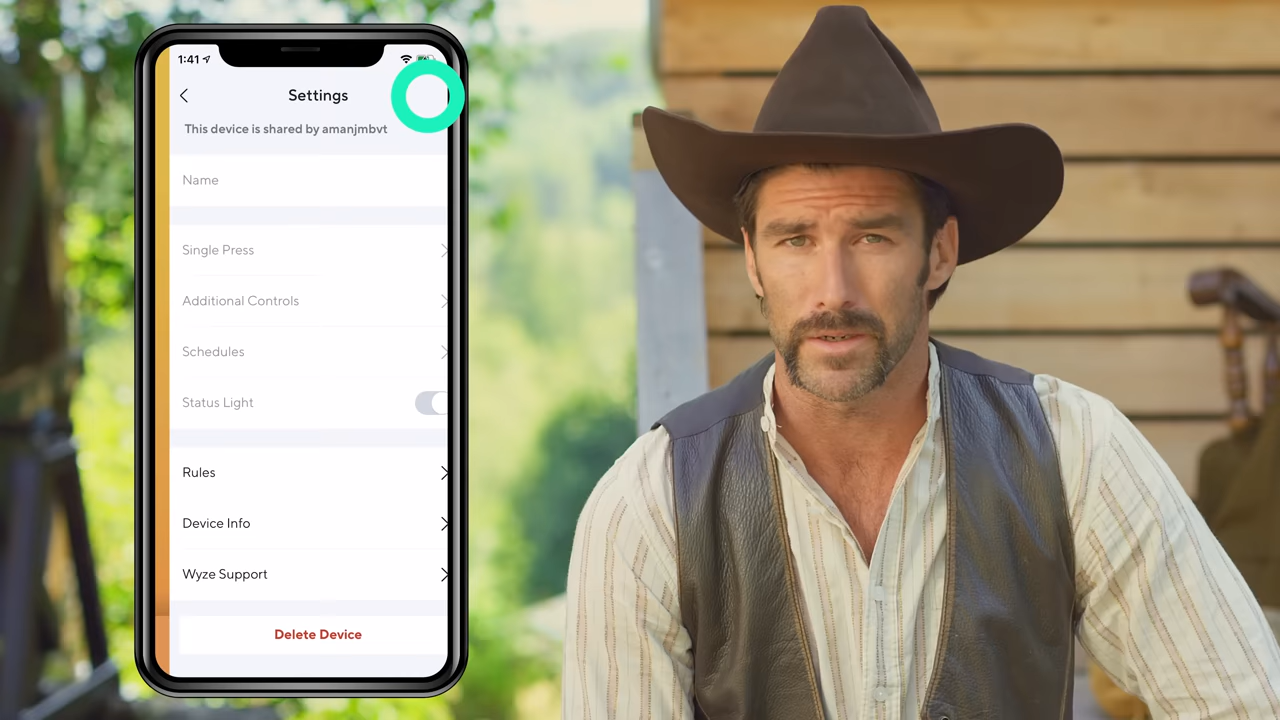 1:41
Settings
This device is shared by amanjmbvt
Name
Single Press
Additional Controls
Schedules
Status Light
Rules
Device Info
Wyze Support
Delete Device